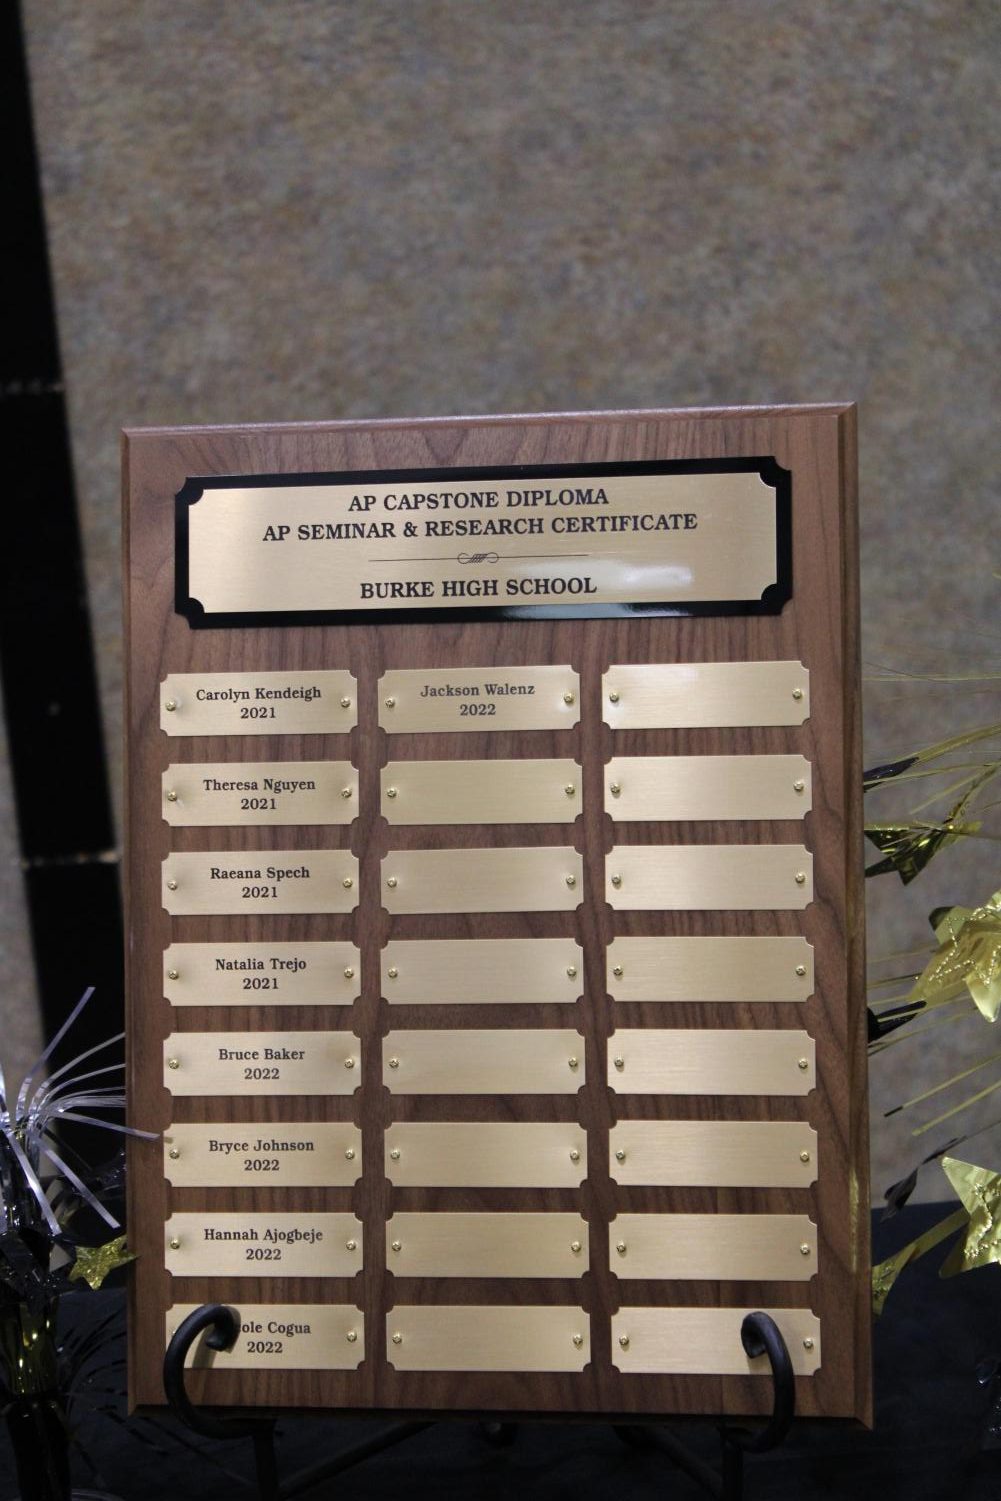 AP CAPSTONE DIPLOMA
AP SEMINAR & RESEARCH CERTIFICATE
BURKE HIGH SCHOOL
Carolyn Kendeigh
2021
Theresa Nguyen
2021
Raeana Spech
2021
Natalia Trejo
2021
Bruce Baker
2022
Bryce Johnson
2022
Hannah Ajogbeje
2022
Cogua
2022
Jackson Walenz
2022